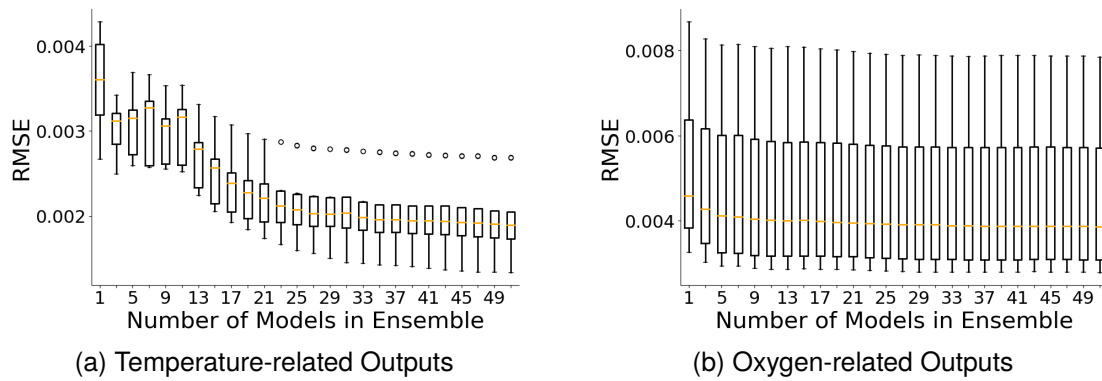 RMSE
0.004
0.003
0.002
1 5 9 13 17 21 25 29 33 37 41 45 49
Number of Models in Ensemble
(a) Temperature-related Outputs
RMSE
0.008
0.006
0.004
1 5 9 13 17 21 25 29 33 37 41 45 49
Number of Models in Ensemble
(b) Oxygen-related Outputs